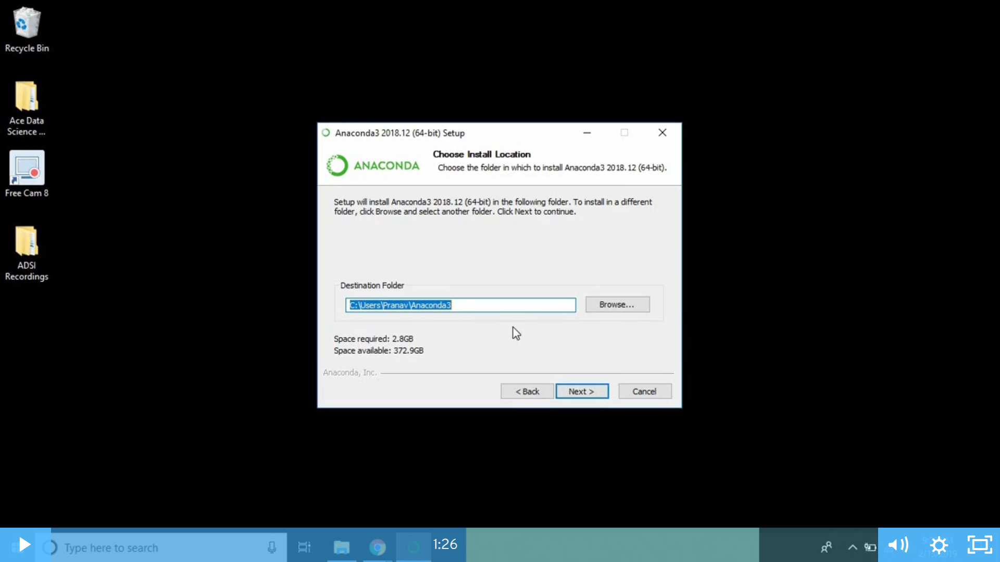 Recycle Bin
Ace Data
Science ...
Free Cam 8
ADSI
Recordings
Anaconda3 2018.12 (64-bit) Setup
ANACONDA
Choose Install Location
Choose the folder in which to install Anaconda3 2018.12 (64-bit).
Setup will install Anaconda3 2018.12 (64-bit) in the following folder. To install in a different
folder, click Browse and select another folder. Click Next to continue.
Destination Folder
C:\Users\Pranav\Anaconda3
Browse...
Space required: 2.8GB
Space available: 372.9GB
Anaconda, Inc.
< Back
Next >
Cancel
Type here to search
1:26